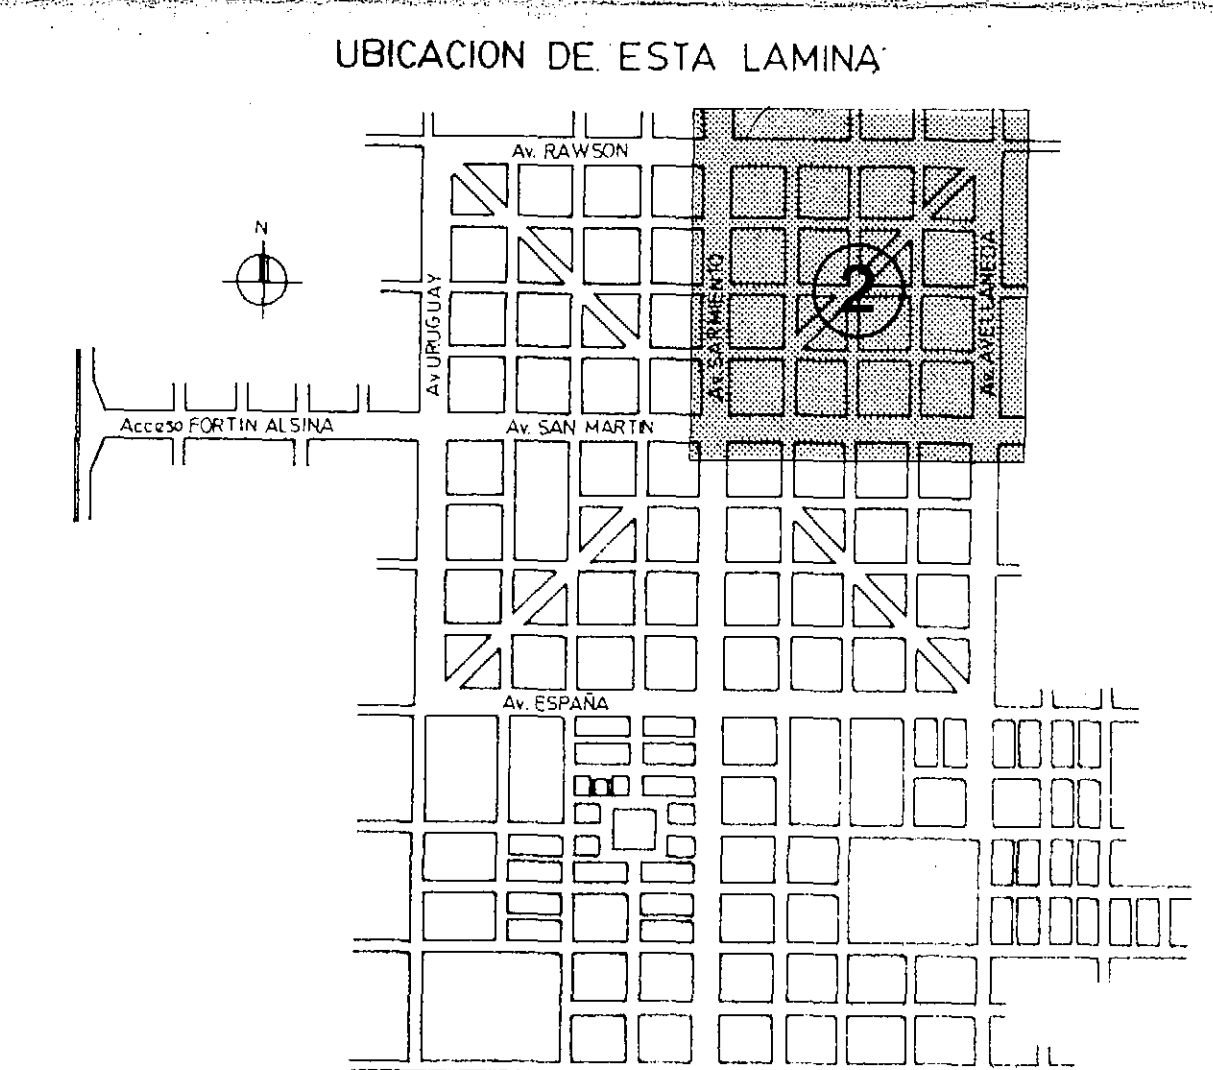 UBICACION DE ESTA LAMINA
Av. RAWSON
N
Av URUGUAY
Av. SARMIENTO
2
Av. AVELLANEDA
Acceso FORTIN ALSINA
Av. SAN MARTIN
Av. ESPAÑA